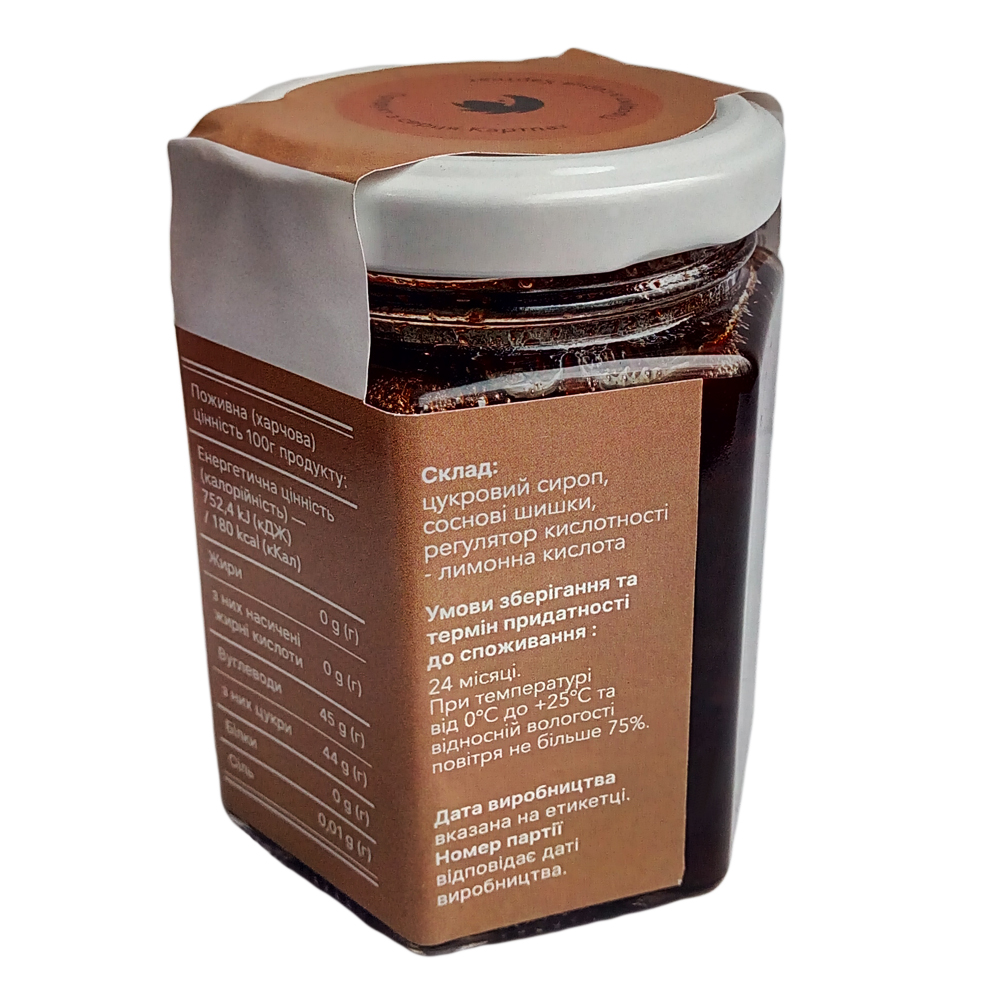 з серця Карпат
Поживна (харчова)
цінність 100г продукту:
Енергетична цінність
(калорійність) —
752,4 kJ (кДЖ)
/ 180 kcal (кКал)
Жири
0 g (г)
з них насичені
жирні кислоти
0 g (г)
Вуглеводи
45 g (г)
з них цукри
44 g (г)
Білки
0 g (г)
Сіль
0,01 g (г)
Склад:
цукровий сироп,
соснові шишки,
регулятор кислотності
- лимонна кислота
Умови зберігання та
термін придатності
до споживання :
24 місяці.
При температурі
від 0°C до +25°C та
відносній вологості
повітря не більше 75%.
Дата виробництва
вказана на етикетці.
Номер партії
відповідає даті
виробництва.